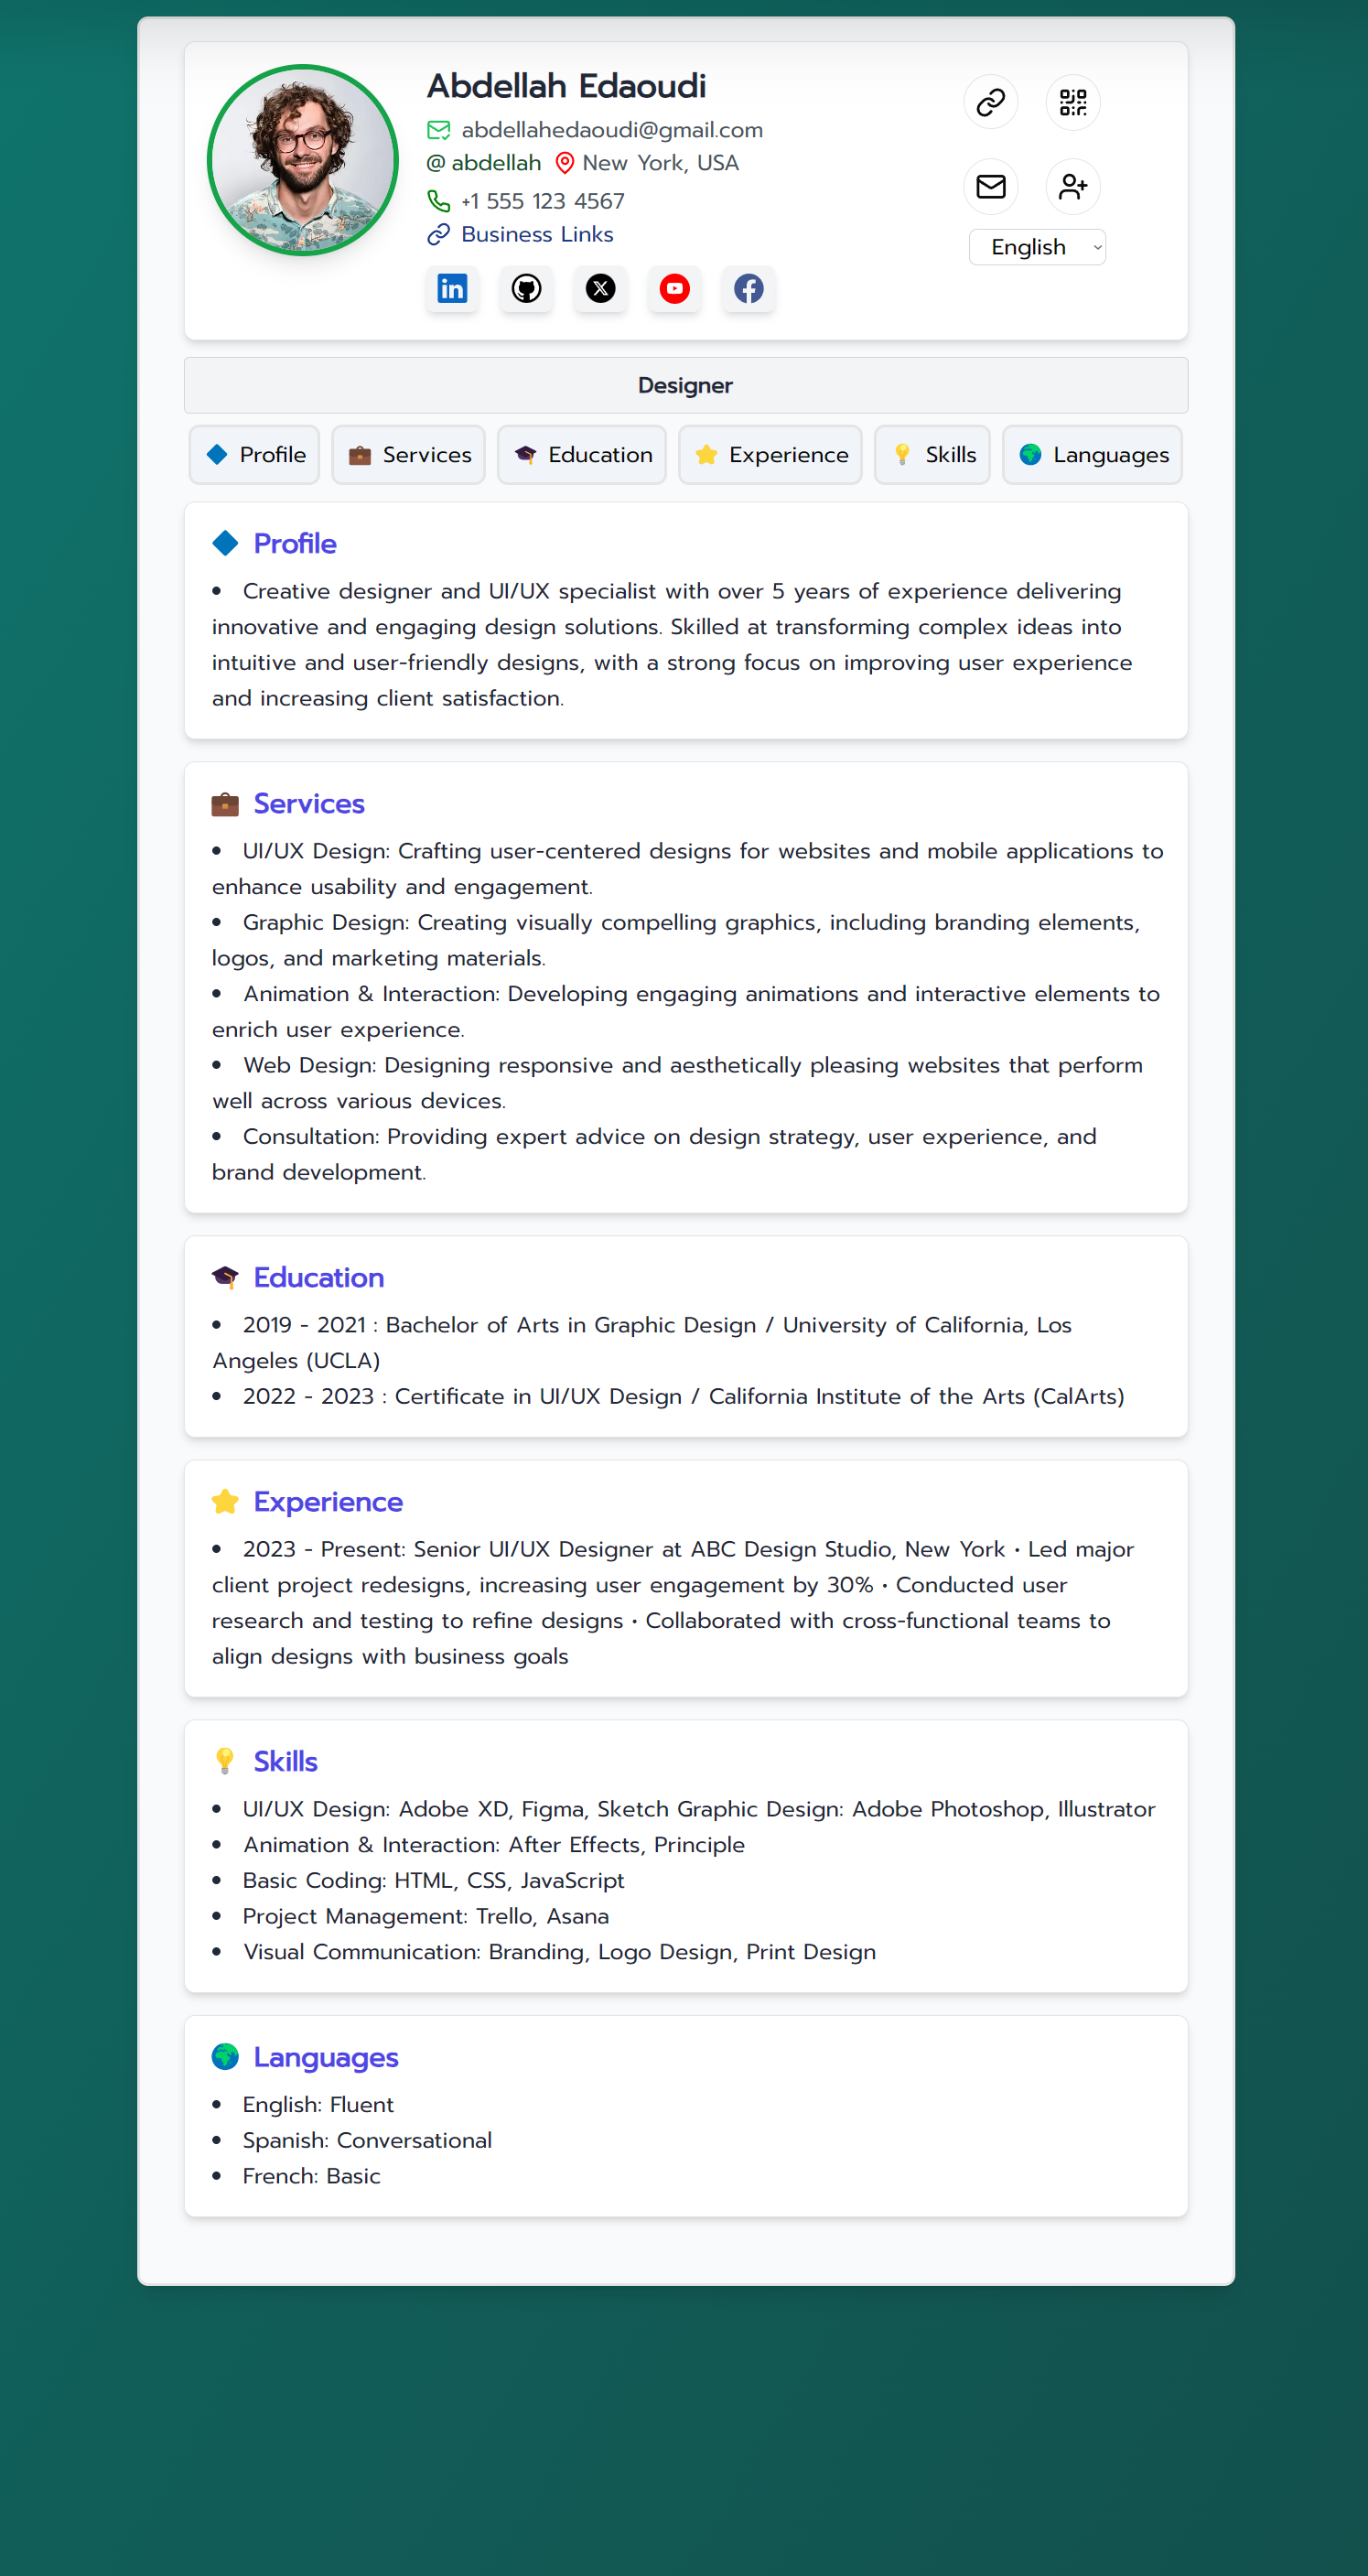 Abdellah Edaoudi
abdellahedaoudi@gmail.com
@ abdellah New York, USA
+1 555 123 4567
Business Links
English
Designer
Profile Services Education Experience Skills Languages
Profile
• Creative designer and UI/UX specialist with over 5 years of experience delivering
innovative and engaging design solutions. Skilled at transforming complex ideas into
intuitive and user-friendly designs, with a strong focus on improving user experience
and increasing client satisfaction.
Services
• UI/UX Design: Crafting user-centered designs for websites and mobile applications to
enhance usability and engagement.
• Graphic Design: Creating visually compelling graphics, including branding elements,
logos, and marketing materials.
• Animation & Interaction: Developing engaging animations and interactive elements to
enrich user experience.
• Web Design: Designing responsive and aesthetically pleasing websites that perform
well across various devices.
• Consultation: Providing expert advice on design strategy, user experience, and
brand development.
Education
• 2019 - 2021 : Bachelor of Arts in Graphic Design / University of California, Los
Angeles (UCLA)
• 2022 - 2023 : Certificate in UI/UX Design / California Institute of the Arts (CalArts)
Experience
• 2023 - Present: Senior UI/UX Designer at ABC Design Studio, New York • Led major
client project redesigns, increasing user engagement by 30% • Conducted user
research and testing to refine designs • Collaborated with cross-functional teams to
align designs with business goals
Skills
• UI/UX Design: Adobe XD, Figma, Sketch Graphic Design: Adobe Photoshop, Illustrator
• Animation & Interaction: After Effects, Principle
• Basic Coding: HTML, CSS, JavaScript
• Project Management: Trello, Asana
• Visual Communication: Branding, Logo Design, Print Design
Languages
• English: Fluent
• Spanish: Conversational
• French: Basic